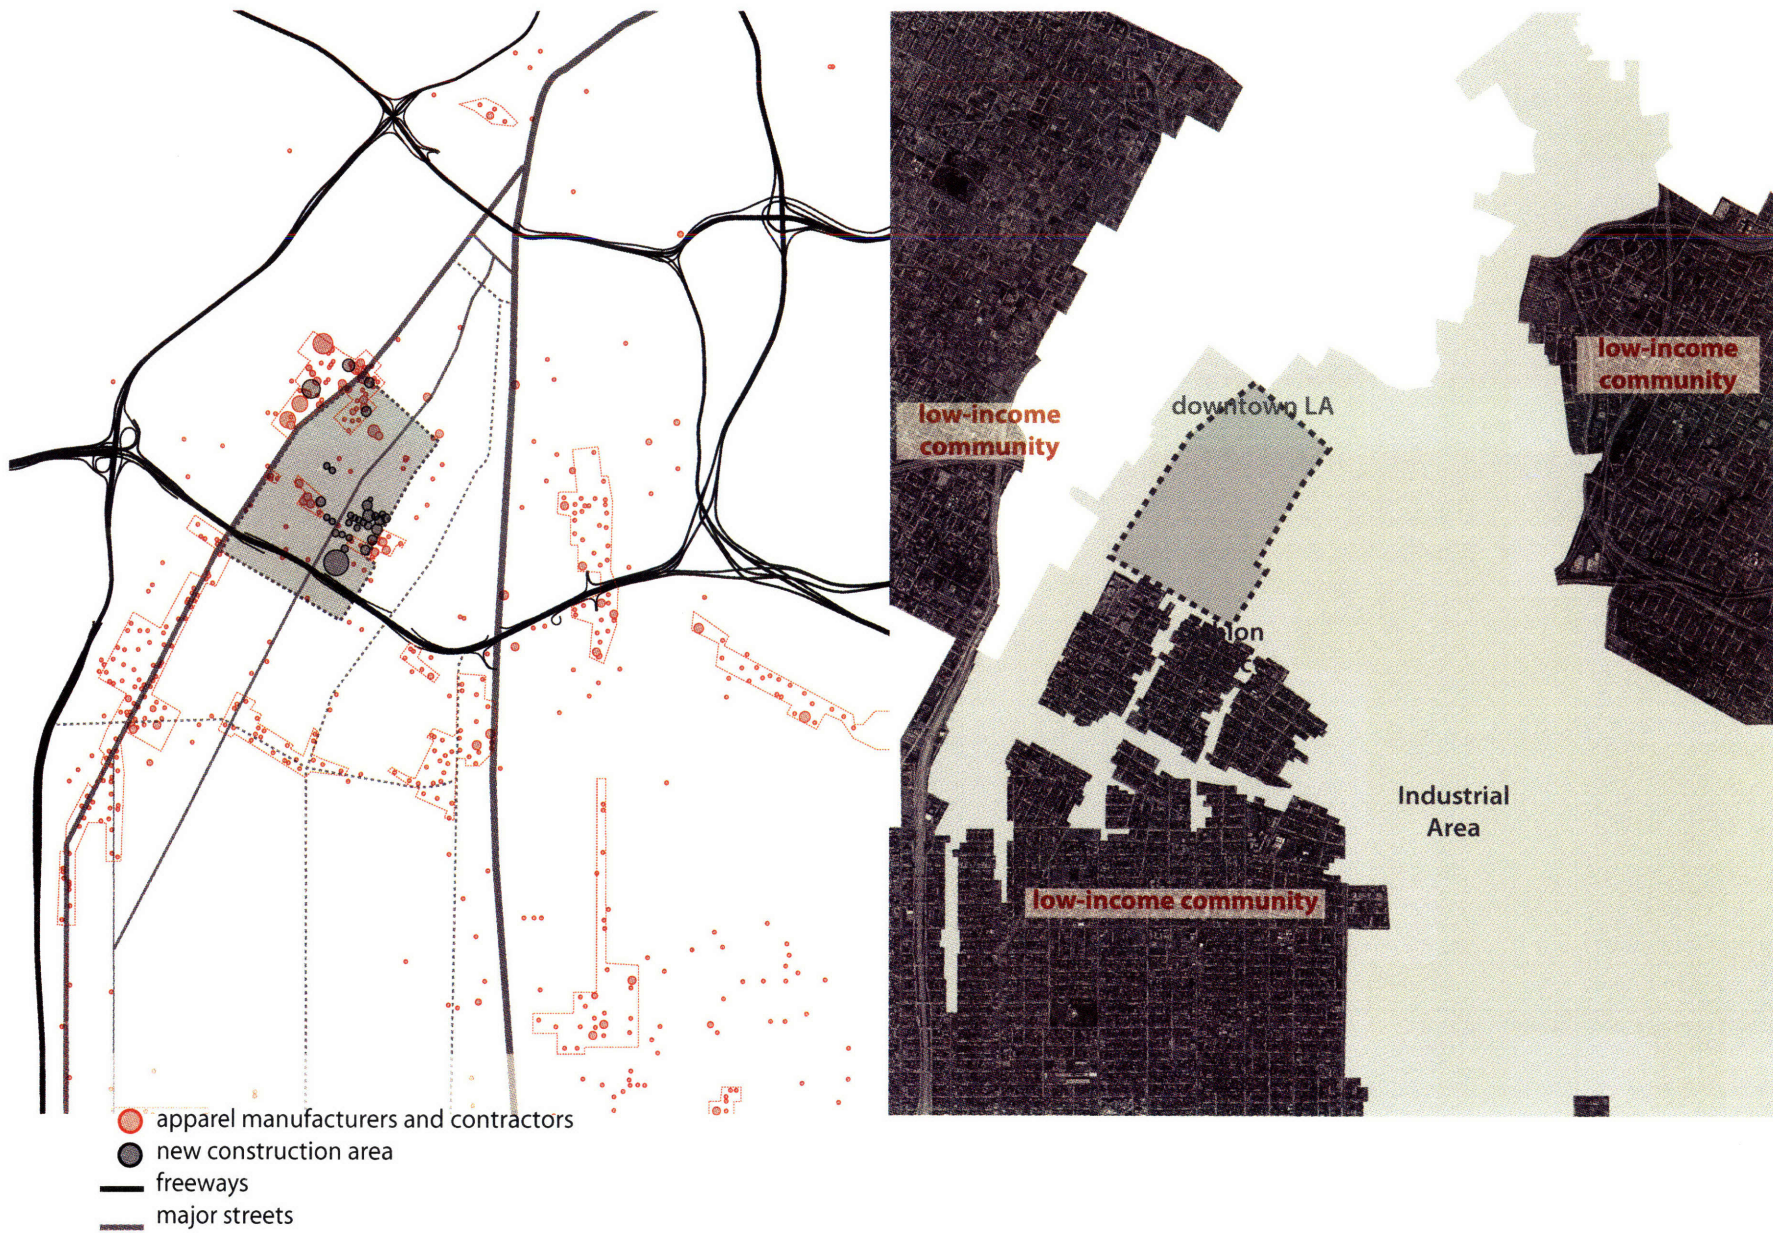 low-income
community
downtown LA
low-income
community
Industrial
Area
low-income community
apparel manufacturers and contractors
new construction area
freeways
major streets